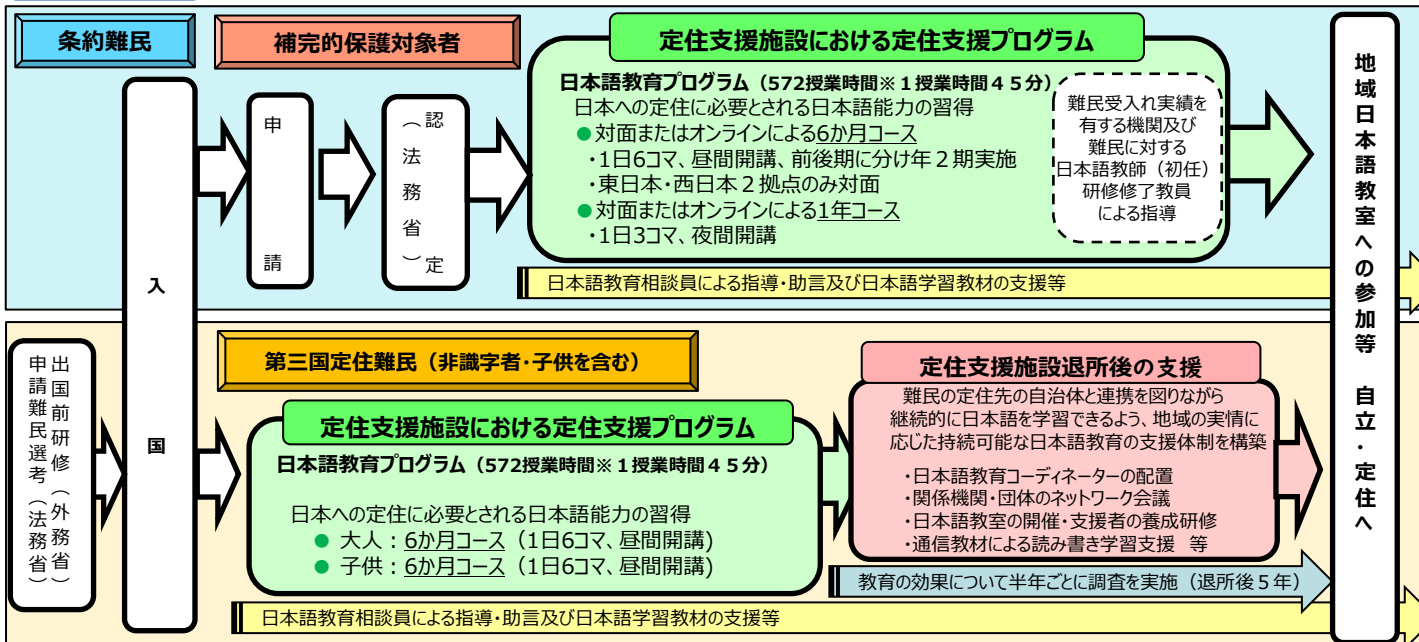 条約難民
補完的保護対象者
入国
申請
認定
（法務省）
定住支援施設における定住支援プログラム
日本語教育プログラム（572授業時間※１授業時間４５分）
日本への定住に必要とされる日本語能力の習得
●対面またはオンラインによる6か月コース
・1日6コマ、昼間開講、前後期に分け年２期実施
・東日本・西日本２拠点のみ対面
●対面またはオンラインによる1年コース
・1日3コマ、夜間開講
難民受入れ実績を
有する機関及び
難民に対する
日本語教師（初任）
研修修了教員
による指導
日本語教育相談員による指導・助言及び日本語学習教材の支援等
地域日本語教室への参加等　自立・定住へ
出国前研修（外務省）
申請難民選考（法務省）
第三国定住難民（非識字者・子供を含む）
定住支援施設における定住支援プログラム
日本語教育プログラム（572授業時間※１授業時間４５分）
日本への定住に必要とされる日本語能力の習得
● 大人：6か月コース（1日6コマ、昼間開講)
● 子供：6か月コース（1日6コマ、昼間開講)
定住支援施設退所後の支援
難民の定住先の自治体と連携を図りながら
継続的に日本語を学習できるよう、地域の実情に
応じた持続可能な日本語教育の支援体制を構築
・日本語教育コーディネーターの配置
・関係機関・団体のネットワーク会議
・日本語教室の開催・支援者の養成研修
・通信教材による読み書き学習支援　等
教育の効果について半年ごとに調査を実施（退所後５年）
日本語教育相談員による指導・助言及び日本語学習教材の支援等